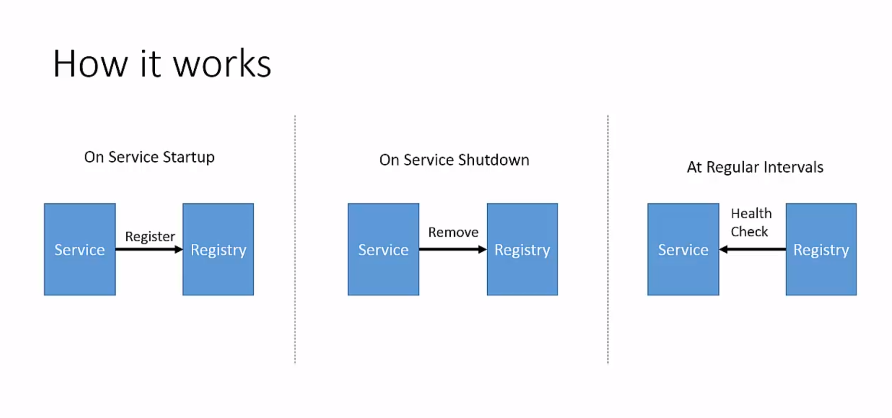 How it works
On Service Startup
Service
Register
Registry
On Service Shutdown
Service
Remove
Registry
At Regular Intervals
Service
Health
Check
Registry